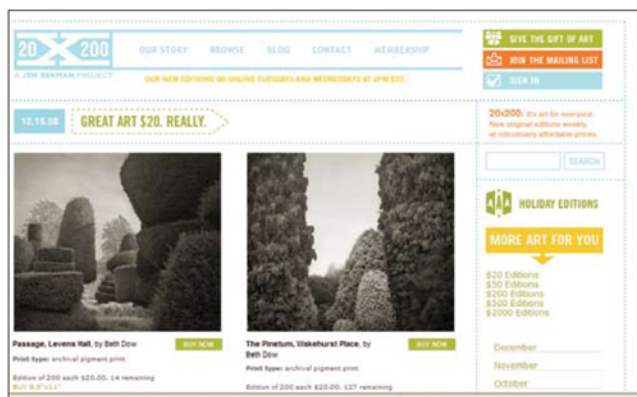 20X200
A JEN BEKMAN PROJECT
OUR STORY BROWSE BLOG CONTACT MEMBERSHIP
OUR NEW EDITIONS GO ONLIVE TUESDAYS AND WEDNESDAYS AT 2PM EST.
GIVE THE GIFT OF ART
JOIN THE MAILING LIST
SIGN IN
12.16.08
GREAT ART $20. REALLY.
20x200: It's art for everyone.
New original editions weekly,
at ridiculously affordable prices.
SEARCH
HOLIDAY EDITIONS
MORE ART FOR YOU
$20 Editions
$50 Editions
$200 Editions
$500 Editions
$2000 Editions
December
November
October
Passage, Levens Hall, by Beth Dow
BUY NOW
Print type: archival pigment print
Edition of 200 each $20.00. 14 remaining
BUY 8.5"x11"
The Pinetum, Wakehurst Place, by
Beth Dow
BUY NOW
Print type: archival pigment print
Edition of 200 each $20.00. 127 remaining